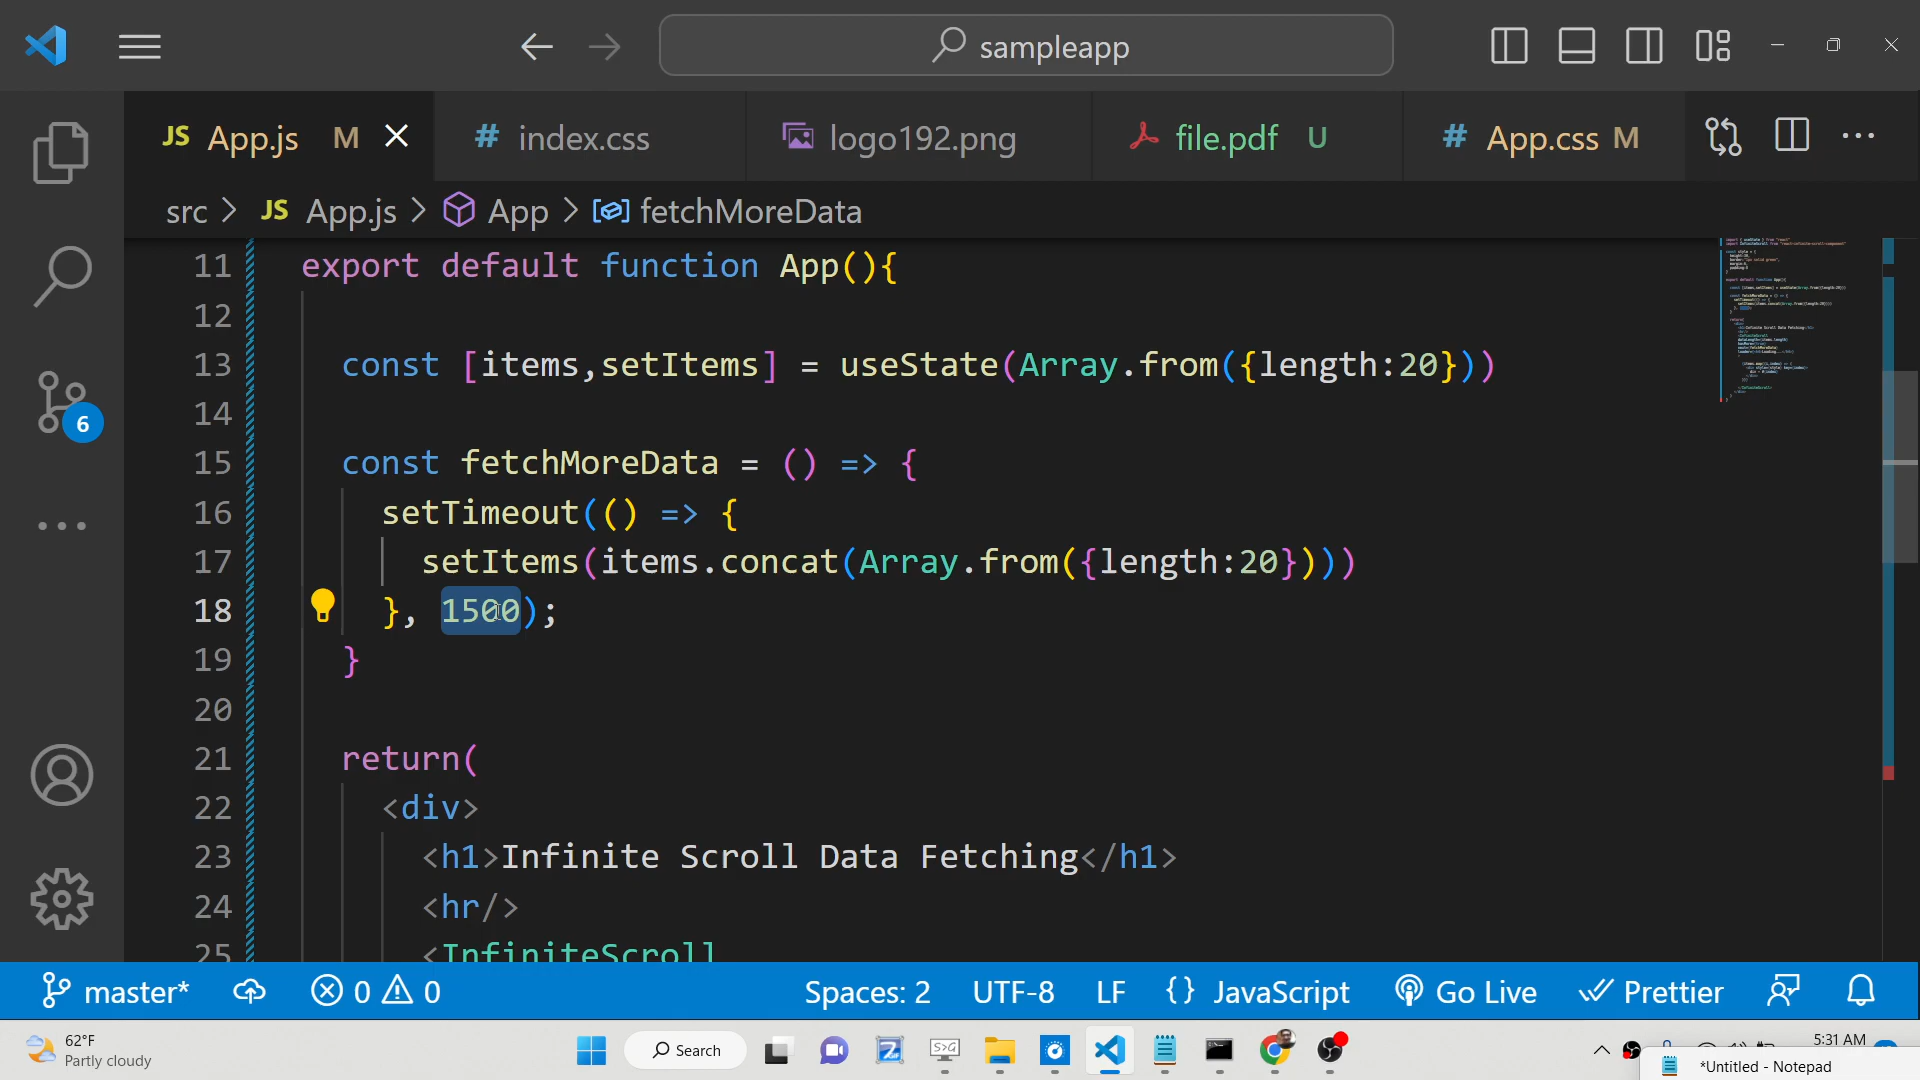 sampleapp
JS App.js M
# index.css
logo192.png
file.pdf U
# App.css M
src > JS App.js > App > fetchMoreData
11 export default function App(){
12
13 const [items,setItems] = useState(Array.from({length:20}))
14
15 const fetchMoreData = () => {
16 setTimeout(() => {
17 setItems(items.concat(Array.from({length:20})))
18 }, 1500);
19 }
20
21 return(
22 <div>
23 <h1>Infinite Scroll Data Fetching</h1>
24 <hr/>
25 <InfiniteScroll
6
master* 0 0 Spaces: 2 UTF-8 LF {} JavaScript Go Live Prettier
62°F
Partly cloudy
Search
5:31 AM
*Untitled - Notepad